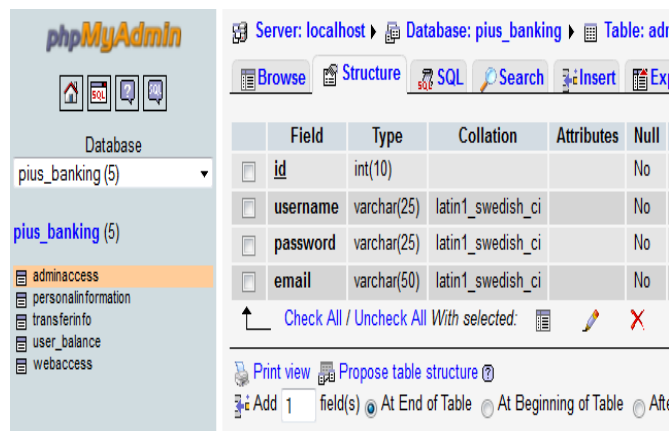 phpMyAdmin
SQL
SQL
Database
pius_banking (5)
pius_banking (5)
adminaccess
personalinformation
transferinfo
user_balance
webaccess
Server: localhost Database: pius_banking Table: adr
Browse Structure SQL Search Insert Exp
Field Type Collation Attributes Null
id int(10) No
username varchar(25) latin1_swedish_ci No
password varchar(25) latin1_swedish_ci No
email varchar(50) latin1_swedish_ci No
Check All / Uncheck All With selected:
Print view Propose table structure
Add 1 field(s) At End of Table At Beginning of Table Afte